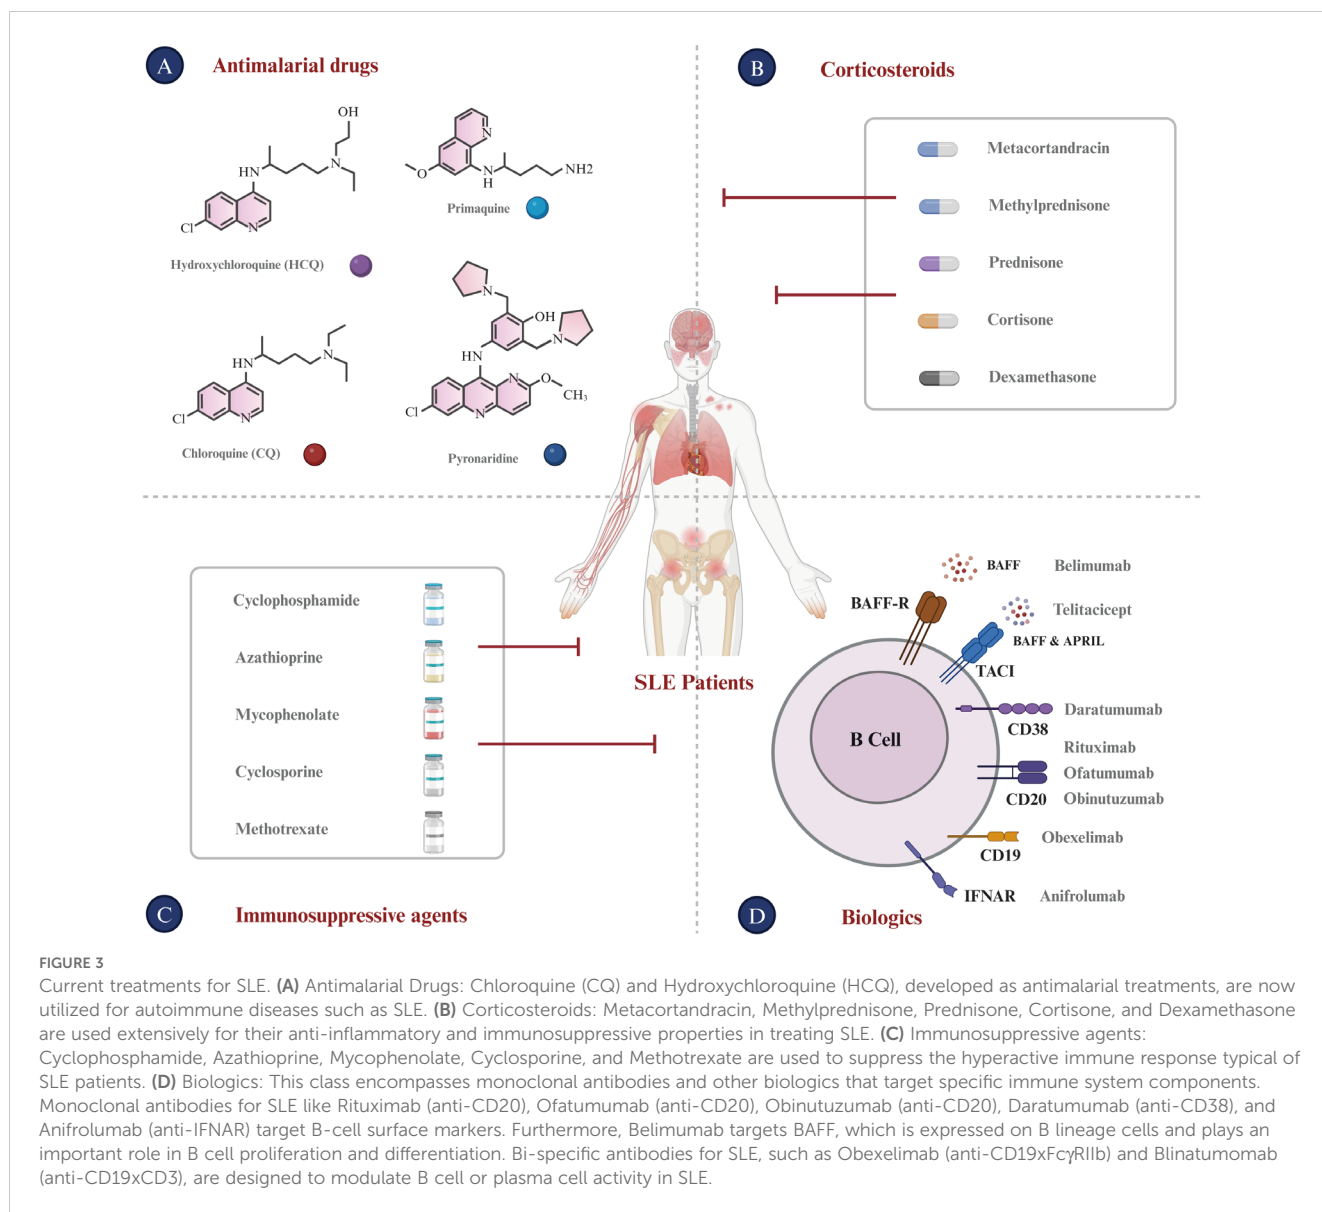 A
Antimalarial drugs
OH
N
HN
Cl
N
Hydroxychloroquine (HCQ)
N
O
N
H
NH2
Primaquine
N
HN
Cl
N
Chloroquine (CQ)
N
OH
N
HN
N
O
CH3
Cl
N
Pyronaridine
B
Corticosteroids
Metacortandracin
Methylprednisone
Prednisone
Cortisone
Dexamethasone
Cyclophosphamide
Azathioprine
Mycophenolate
Cyclosporine
Methotrexate
C
Immunosuppressive agents
SLE Patients
BAFF
Belimumab
BAFF-R
Telitacicept
BAFF & APRIL
TACI
Daratumumab
CD38
B Cell
Rituximab
Ofatumumab
CD20
Obinutuzumab
Obexelimab
CD19
IFNAR
Anifrolumab
D
Biologics
FIGURE 3
Current treatments for SLE. (A) Antimalarial Drugs: Chloroquine (CQ) and Hydroxychloroquine (HCQ), developed as antimalarial treatments, are now
utilized for autoimmune diseases such as SLE. (B) Corticosteroids: Metacortandracin, Methylprednisone, Prednisone, Cortisone, and Dexamethasone
are used extensively for their anti-inflammatory and immunosuppressive properties in treating SLE. (C) Immunosuppressive agents:
Cyclophosphamide, Azathioprine, Mycophenolate, Cyclosporine, and Methotrexate are used to suppress the hyperactive immune response typical of
SLE patients. (D) Biologics: This class encompasses monoclonal antibodies and other biologics that target specific immune system components.
Monoclonal antibodies for SLE like Rituximab (anti-CD20), Ofatumumab (anti-CD20), Obinutuzumab (anti-CD20), Daratumumab (anti-CD38), and
Anifrolumab (anti-IFNAR) target B-cell surface markers. Furthermore, Belimumab targets BAFF, which is expressed on B lineage cells and plays an
important role in B cell proliferation and differentiation. Bi-specific antibodies for SLE, such as Obexelimab (anti-CD19xFcγRIIb) and Blinatumomab
(anti-CD19xCD3), are designed to modulate B cell or plasma cell activity in SLE.